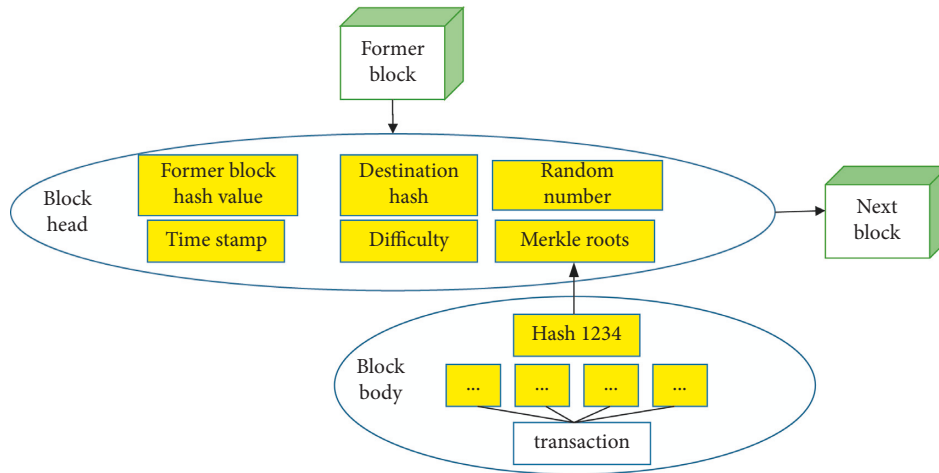 Former
block
Block
head
Former block
hash value
Destination
hash
Random
number
Time stamp
Difficulty
Merkle roots
Next
block
Block
body
Hash 1234
...
...
...
...
transaction